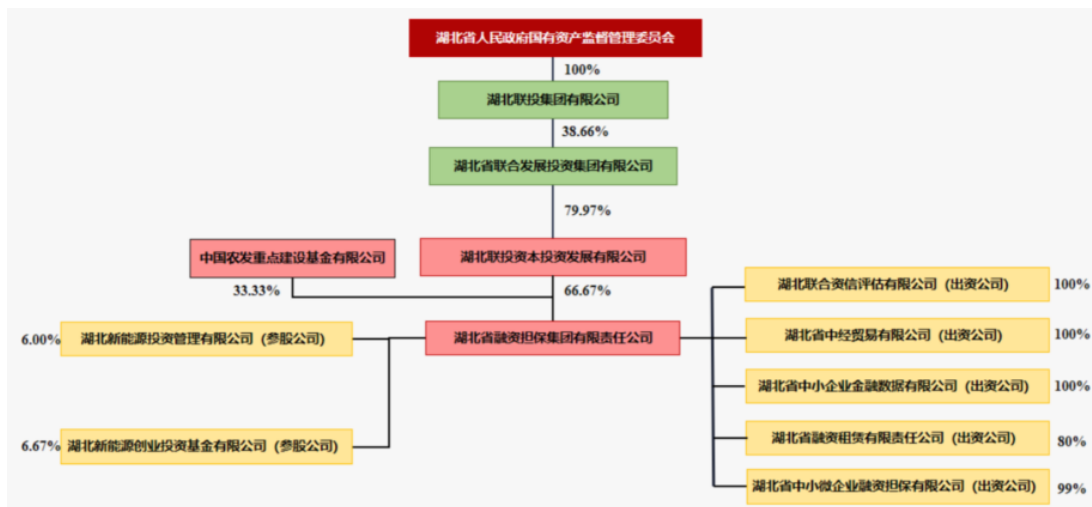 湖北省人民政府国有资产监督管理委员会
100%
湖北联投集团有限公司
38.66%
湖北省联合发展投资集团有限公司
79.97%
中国农发重点建设基金有限公司
湖北联投资本投资发展有限公司
33.33%
66.67%
湖北联合资信评估有限公司（出资公司）
100%
6.00%
湖北新能源投资管理有限公司（参股公司）
湖北省融资担保集团有限责任公司
湖北省中经贸易有限公司（出资公司）
100%
湖北省中小企业金融数据有限公司（出资公司）
100%
6.67%
湖北新能源创业投资基金有限公司（参股公司）
湖北省融资租赁有限责任公司（出资公司）
80%
湖北省中小微企业融资担保有限公司（出资公司）
99%